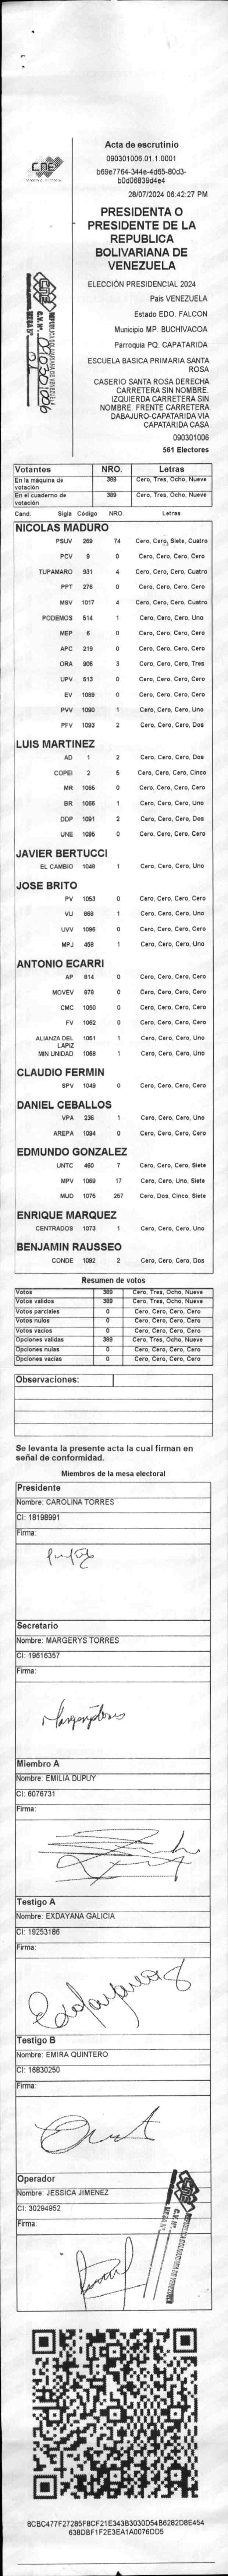 CNE
Acta de escrutinio
090301006.01.1.0001
b69e7764-344e-4d65-80d3-
b0d06839d4e4
28/07/2024 06:42:27 PM
PRESIDENTA O
PRESIDENTE DE LA
REPUBLICA
BOLIVARIANA DE
VENEZUELA
ELECCIÓN PRESIDENCIAL 2024
País VENEZUELA
Estado EDO. FALCON
Municipio MP. BUCHIVACOA
Parroquia PQ. CAPATARIDA
ESCUELA BASICA PRIMARIA SANTA
ROSA
CASERIO SANTA ROSA DERECHA
CARRETERA SIN NOMBRE.
IZQUIERDA CARRETERA SIN
NOMBRE. FRENTE CARRETERA
DABAJURO-CAPATARIDA VIA
CAPATARIDA CASA
090301006
561 Electores
Votantes NRO. Letras
En la máquina de votación 389 Cero, Tres, Ocho, Nueve
En el cuaderno de votación 389 Cero, Tres, Ocho, Nueve
Cand. Sigla Código NRO. Letras
NICOLAS MADURO
PSUV 269 74 Cero, Cero, Siete, Cuatro
PCV 9 0 Cero, Cero, Cero, Cero
TUPAMARO 931 4 Cero, Cero, Cero, Cuatro
PPT 276 0 Cero, Cero, Cero, Cero
MSV 1017 4 Cero, Cero, Cero, Cuatro
PODEMOS 514 1 Cero, Cero, Cero, Uno
MEP 6 0 Cero, Cero, Cero, Cero
APC 219 0 Cero, Cero, Cero, Cero
ORA 906 3 Cero, Cero, Cero, Tres
UPV 513 0 Cero, Cero, Cero, Cero
EV 1089 0 Cero, Cero, Cero, Cero
PVV 1090 1 Cero, Cero, Cero, Uno
PFV 1093 2 Cero, Cero, Cero, Dos
LUIS MARTINEZ
AD 1 2 Cero, Cero, Cero, Dos
COPEI 2 5 Cero, Cero, Cero, Cinco
MR 1065 0 Cero, Cero, Cero, Cero
BR 1066 1 Cero, Cero, Cero, Uno
DDP 1091 2 Cero, Cero, Cero, Dos
UNE 1095 0 Cero, Cero, Cero, Cero
JAVIER BERTUCCI
EL CAMBIO 1048 1 Cero, Cero, Cero, Uno
JOSE BRITO
PV 1053 0 Cero, Cero, Cero, Cero
VU 868 1 Cero, Cero, Cero, Uno
UVV 1096 0 Cero, Cero, Cero, Cero
MPJ 458 1 Cero, Cero, Cero, Uno
ANTONIO ECARRI
AP 814 0 Cero, Cero, Cero, Cero
MOVEV 878 0 Cero, Cero, Cero, Cero
CMC 1050 0 Cero, Cero, Cero, Cero
FV 1062 0 Cero, Cero, Cero, Cero
ALIANZA DEL LAPIZ 1081 1 Cero, Cero, Cero, Uno
MIN UNIDAD 1068 1 Cero, Cero, Cero, Uno
CLAUDIO FERMIN
SPV 1049 0 Cero, Cero, Cero, Cero
DANIEL CEBALLOS
VPA 236 1 Cero, Cero, Cero, Uno
AREPA 1094 0 Cero, Cero, Cero, Cero
EDMUNDO GONZALEZ
UNTC 460 7 Cero, Cero, Cero, Siete
MPV 1069 17 Cero, Cero, Uno, Siete
MUD 1075 257 Cero, Dos, Cinco, Siete
ENRIQUE MARQUEZ
CENTRADOS 1073 1 Cero, Cero, Cero, Uno
BENJAMIN RAUSSEO
CONDE 1092 2 Cero, Cero, Cero, Dos
Resumen de votos
Votos 389 Cero, Tres, Ocho, Nueve
Votos validos 389 Cero, Tres, Ocho, Nueve
Votos parciales 0 Cero, Cero, Cero, Cero
Votos nulos 0 Cero, Cero, Cero, Cero
Votos vacios 0 Cero, Cero, Cero, Cero
Opciones validas 389 Cero, Tres, Ocho, Nueve
Opciones nulas 0 Cero, Cero, Cero, Cero
Opciones vacias 0 Cero, Cero, Cero, Cero
Observaciones:
Se levanta la presente acta la cual firman en
señal de conformidad.
Miembros de la mesa electoral
Presidente
Nombre: CAROLINA TORRES
CI: 18198991
Firma:
Secretario
Nombre: MARGERYS TORRES
CI: 19616357
Firma:
Miembro A
Nombre: EMILIA DUPUY
CI: 6076731
Firma:
Testigo A
Nombre: EXDAYANA GALICIA
CI: 19253186
Firma:
Testigo B
Nombre: EMIRA QUINTERO
CI: 16830250
Firma:
Operador
Nombre: JESSICA JIMENEZ
CI: 30294952
Firma:
8CBC477F27285F8CF21E343B3030D54B6282D8E454
638DBF1F2E3EA1A0076DD5